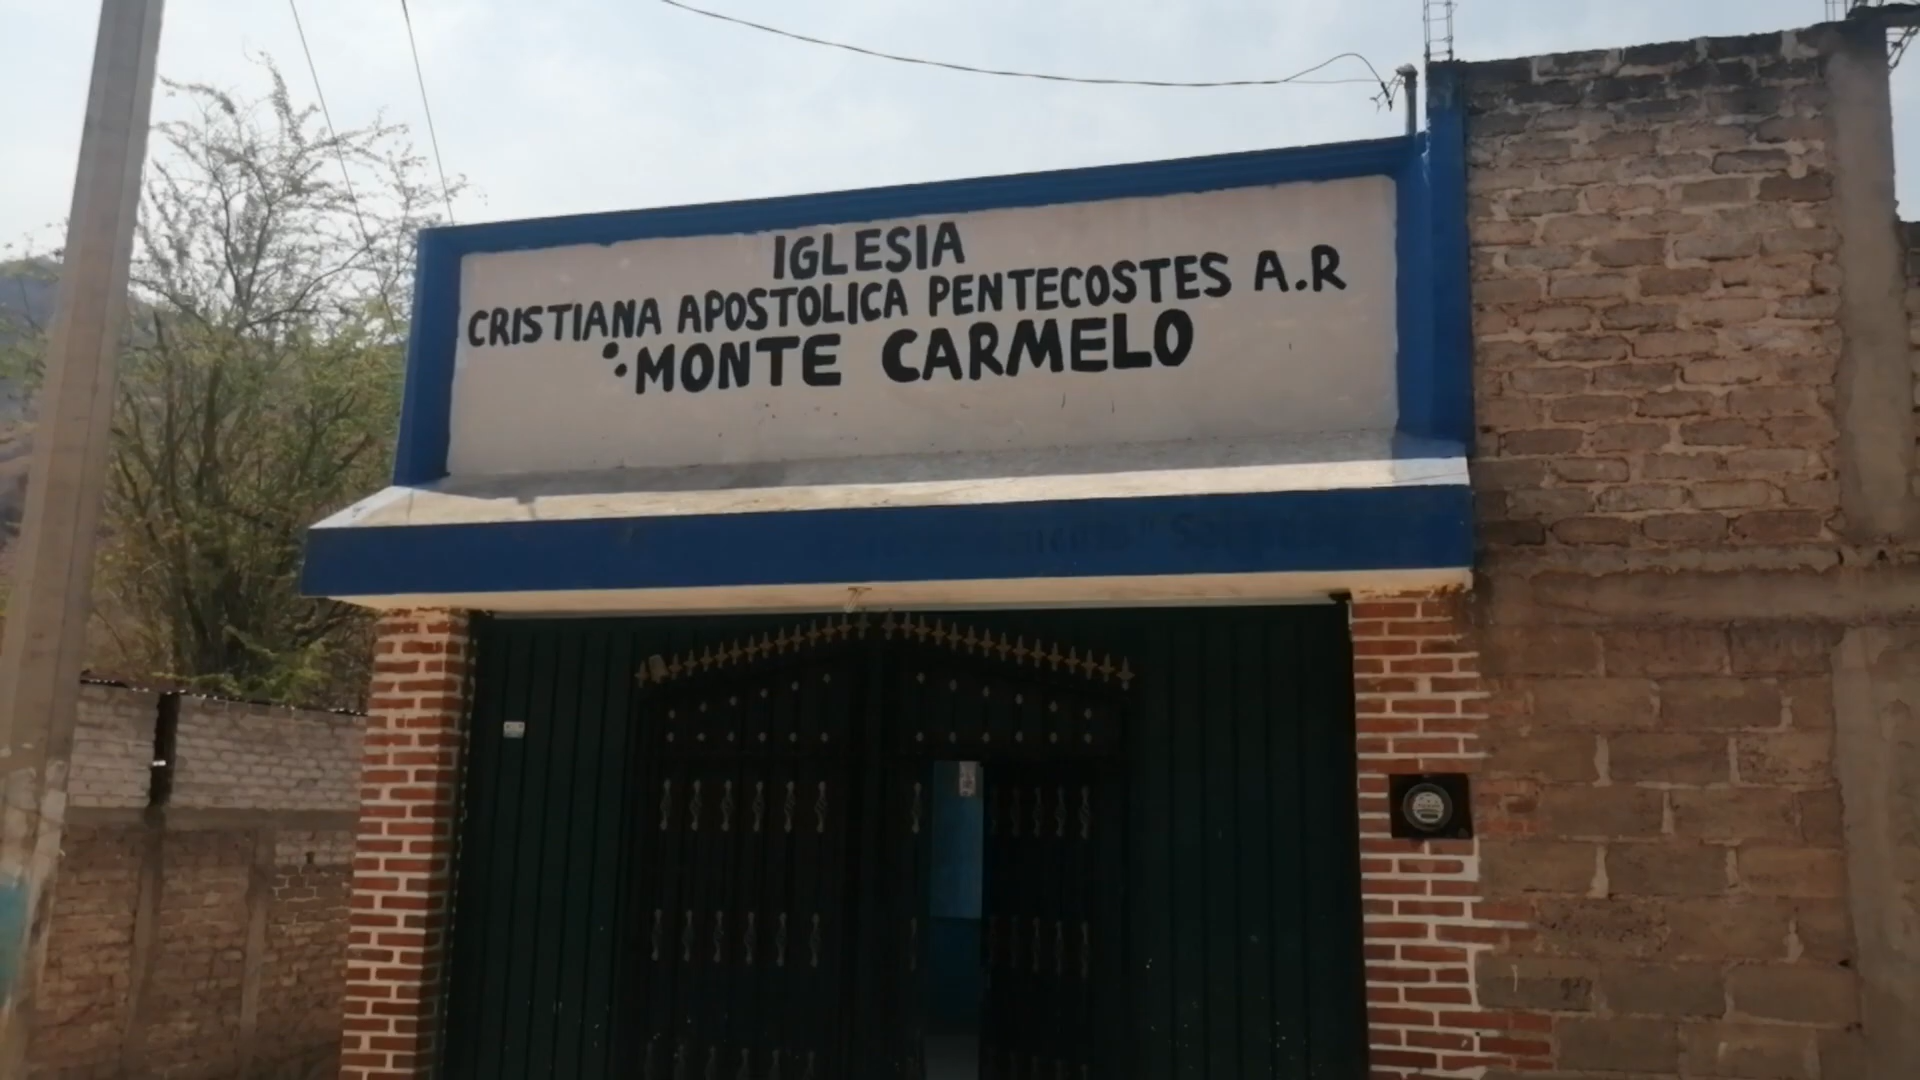 IGLESIA
CRISTIANA APOSTOLICA PENTECOSTES A.R
:MONTE CARMELO